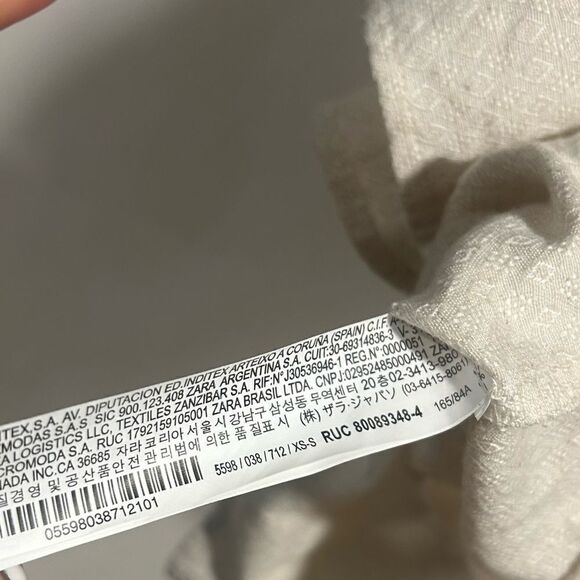 ITEX,S.A. AV. DIPUTACION ED. INDITEX ARTEIXO A CORUÑA (SPAIN) C.I.F.
MODAS S.A.S. SIC 900.123.408 ZARA ARGENTINA S.A. CUIT:30-69314836-3 V-
A LOGISTICS LLC, TEXTILES ZANZIBAR S.A. RIF:N°J30536946-1 REG.N°:0000051
CROMODA S.A. RUC 1792159105001 ZARA BRASIL LTDA. CNPJ:02952485000491 ZAR
NADA INC.CA 36685 자라코리아 서울시 강남구 삼성동 무역센터 20층 02-3413-980
질경영 및 공산품안전관리법에 의한 품질표시 (株) ザラ・ジャパン (03-6415-8061
5598 / 038 / 712 / XS-S RUC 80089348-4 165/84A
05598038712101